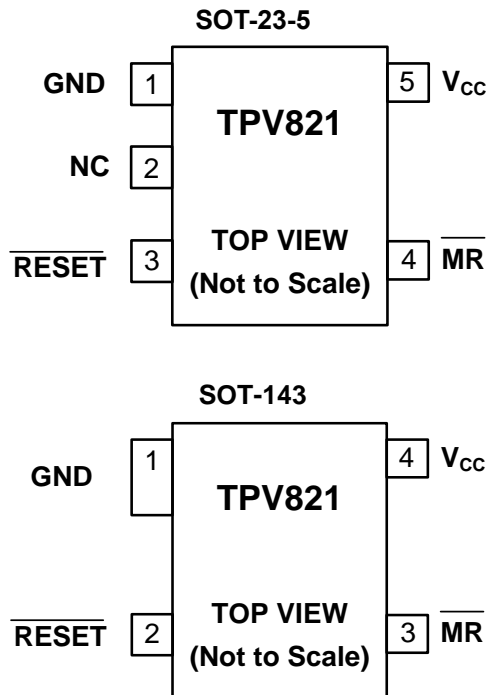 SOT-23-5
GND 1 TPV821 5 VCC
NC 2
RESET 3 TOP VIEW 4 MR
(Not to Scale)
SOT-143
GND 1 TPV821 4 VCC
RESET 2 TOP VIEW 3 MR
(Not to Scale)